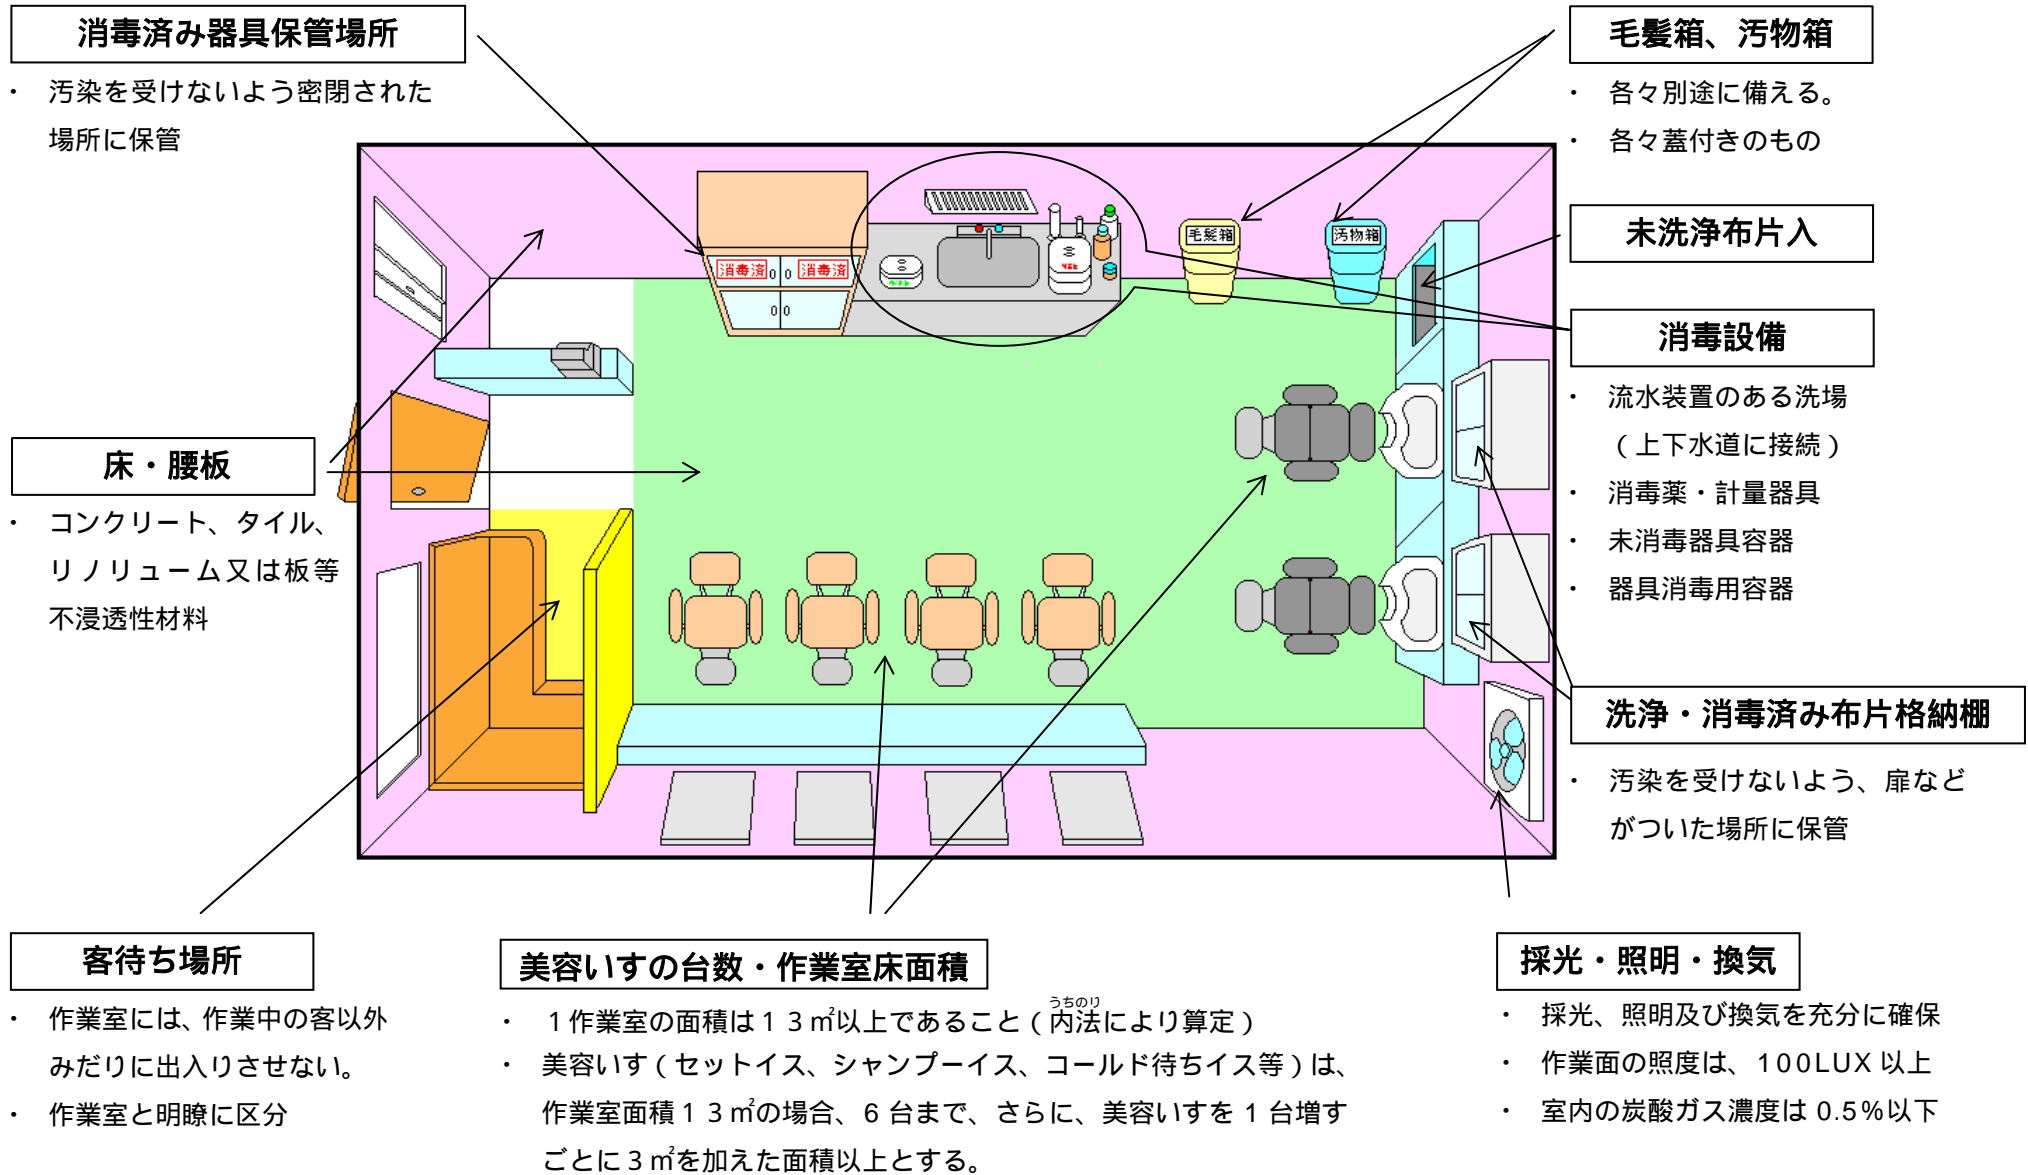 消毒済み器具保管場所
・ 汚染を受けないよう密閉された
場所に保管
毛髪箱、汚物箱
・ 各々別途に備える。
・ 各々蓋付きのもの
未洗浄布片入
消毒設備
・ 流水装置のある洗場
（上下水道に接続）
・ 消毒薬・計量器具
・ 未消毒器具容器
・ 器具消毒用容器
床・腰板
・ コンクリート、タイル、
リノリューム又は板等
不浸透性材料
消毒済
消毒済
毛髪箱
汚物箱
洗浄・消毒済み布片格納棚
・ 汚染を受けないよう、扉など
がついた場所に保管
客待ち場所
・ 作業室には、作業中の客以外
みだりに出入りさせない。
・ 作業室と明瞭に区分
美容いすの台数・作業室床面積
うちのり
・ １作業室の面積は１３㎡以上であること（内法により算定）
・ 美容いす（セットイス、シャンプーイス、コールド待ちイス等）は、
作業室面積１３㎡の場合、6 台まで、さらに、美容いすを 1 台増す
ごとに３㎡を加えた面積以上とする。
採光・照明・換気
・ 採光、照明及び換気を充分に確保
・ 作業面の照度は、100LUX 以上
・ 室内の炭酸ガス濃度は 0.5%以下